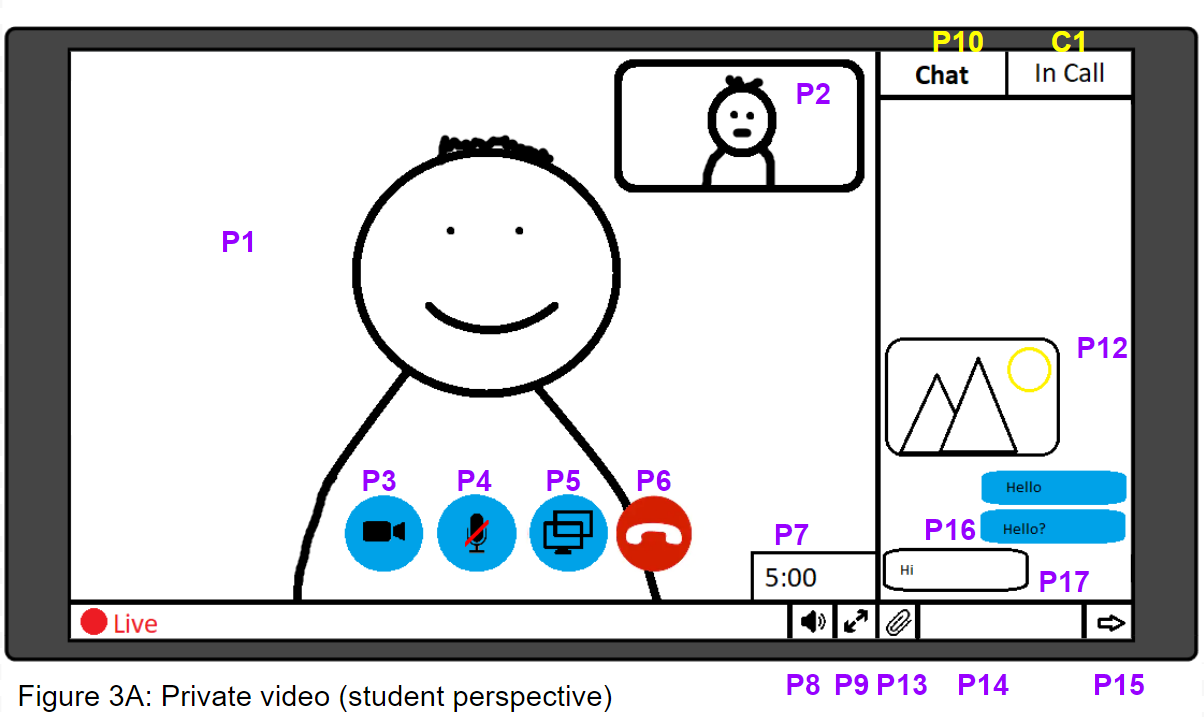 P10 C1
Chat In Call
P2
P1
P12
P3 P4 P5 P6
Hello
P16 Hello?
P7
5:00
Hi
P17
Live
P8 P9 P13 P14 P15
Figure 3A: Private video (student perspective)